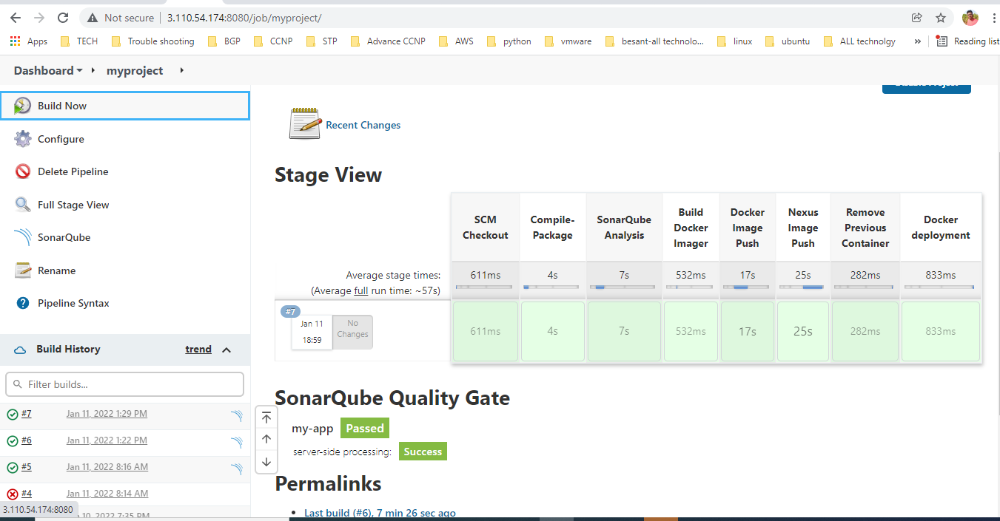 Not secure 3.110.54.174:8080/job/myproject/
Apps TECH Trouble shooting BGP CCNP STP Advance CCNP AWS python vmware besant-all technolo... linux ubuntu ALL technolgy » Reading list
Dashboard myproject
Build Now
Configure
Delete Pipeline
Full Stage View
SonarQube
Rename
Pipeline Syntax
Build History trend
Filter builds...
#7 Jan 11, 2022 1:29 PM
#6 Jan 11, 2022 1:22 PM
#5 Jan 11, 2022 8:16 AM
#4 Jan 11, 2022 8:14 AM
10, 2022 7:35 PM
3.110.54.174:8080
Recent Changes
Stage View
SCM
Checkout
Compile-
Package
SonarQube
Analysis
Build
Docker
Imager
Docker
Image
Push
Nexus
Image
Push
Remove
Previous
Container
Docker
deployment
Average stage times:
(Average full run time: ~57s)
611ms 4s 7s 532ms 17s 25s 282ms 833ms
#7
Jan 11
18:59
No
Changes
611ms 4s 7s 532ms 17s 25s 282ms 833ms
SonarQube Quality Gate
my-app Passed
server-side processing: Success
Permalinks
Last build (#6), 7 min 26 sec ago